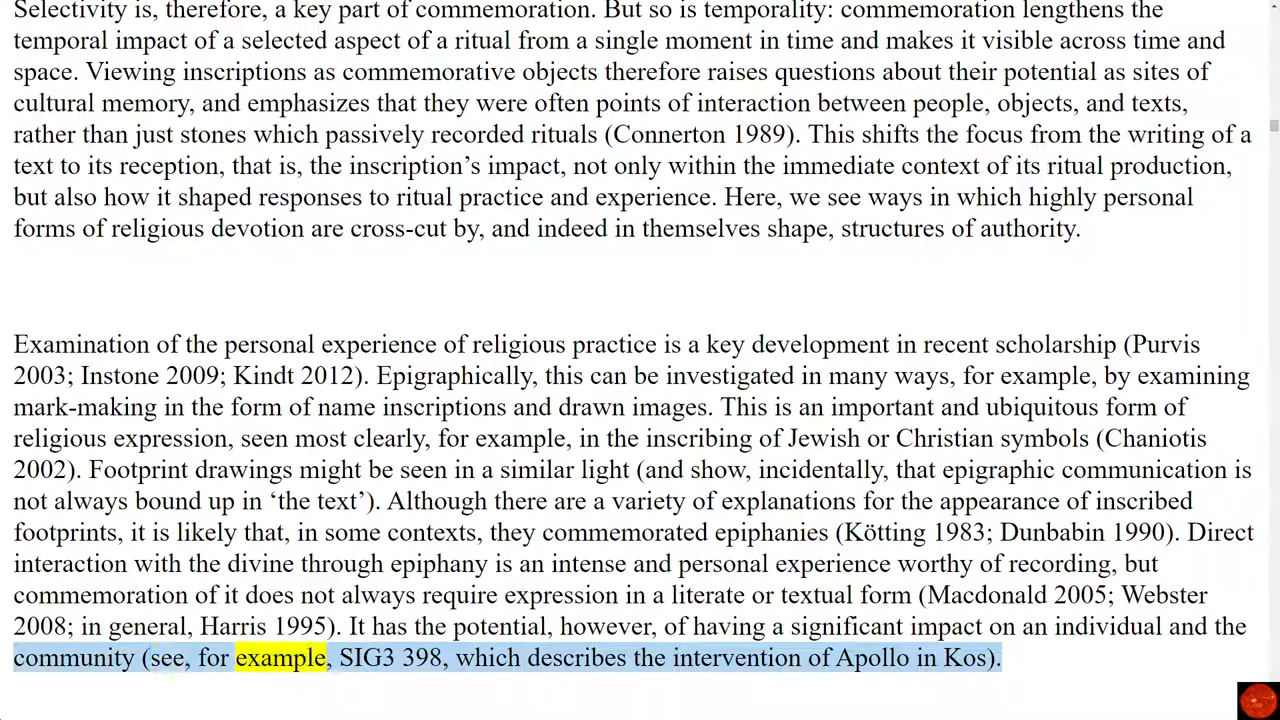 Selectivity is, therefore, a key part of commemoration. But so is temporality: commemoration lengthens the
temporal impact of a selected aspect of a ritual from a single moment in time and makes it visible across time and
space. Viewing inscriptions as commemorative objects therefore raises questions about their potential as sites of
cultural memory, and emphasizes that they were often points of interaction between people, objects, and texts,
rather than just stones which passively recorded rituals (Connerton 1989). This shifts the focus from the writing of a
text to its reception, that is, the inscription’s impact, not only within the immediate context of its ritual production,
but also how it shaped responses to ritual practice and experience. Here, we see ways in which highly personal
forms of religious devotion are cross-cut by, and indeed in themselves shape, structures of authority.
Examination of the personal experience of religious practice is a key development in recent scholarship (Purvis
2003; Instone 2009; Kindt 2012). Epigraphically, this can be investigated in many ways, for example, by examining
mark-making in the form of name inscriptions and drawn images. This is an important and ubiquitous form of
religious expression, seen most clearly, for example, in the inscribing of Jewish or Christian symbols (Chaniotis
2002). Footprint drawings might be seen in a similar light (and show, incidentally, that epigraphic communication is
not always bound up in ‘the text’). Although there are a variety of explanations for the appearance of inscribed
footprints, it is likely that, in some contexts, they commemorated epiphanies (Kötting 1983; Dunbabin 1990). Direct
interaction with the divine through epiphany is an intense and personal experience worthy of recording, but
commemoration of it does not always require expression in a literate or textual form (Macdonald 2005; Webster
2008; in general, Harris 1995). It has the potential, however, of having a significant impact on an individual and the
community (see, for example, SIG3 398, which describes the intervention of Apollo in Kos).